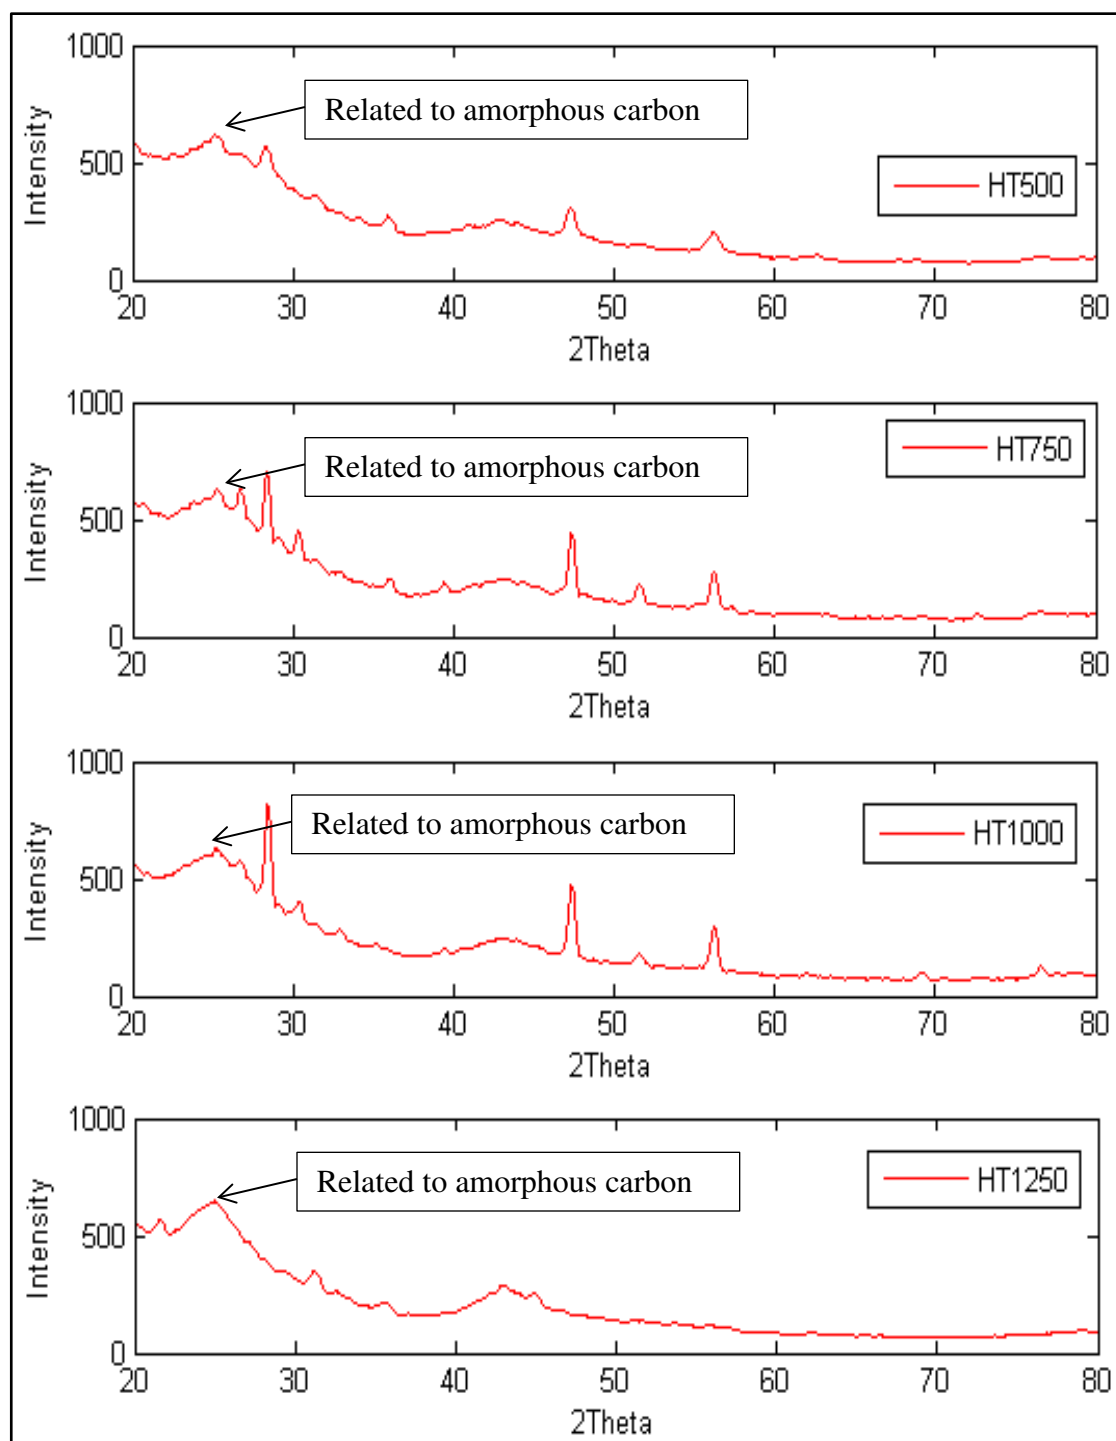 1000
Related to amorphous carbon
Intensity
500
HT500
0
20 30 40 50 60 70 80
2Theta
1000
Related to amorphous carbon
Intensity
500
HT750
0
20 30 40 50 60 70 80
2Theta
1000
Related to amorphous carbon
Intensity
500
HT1000
0
20 30 40 50 60 70 80
2Theta
1000
Related to amorphous carbon
Intensity
500
HT1250
0
20 30 40 50 60 70 80
2Theta